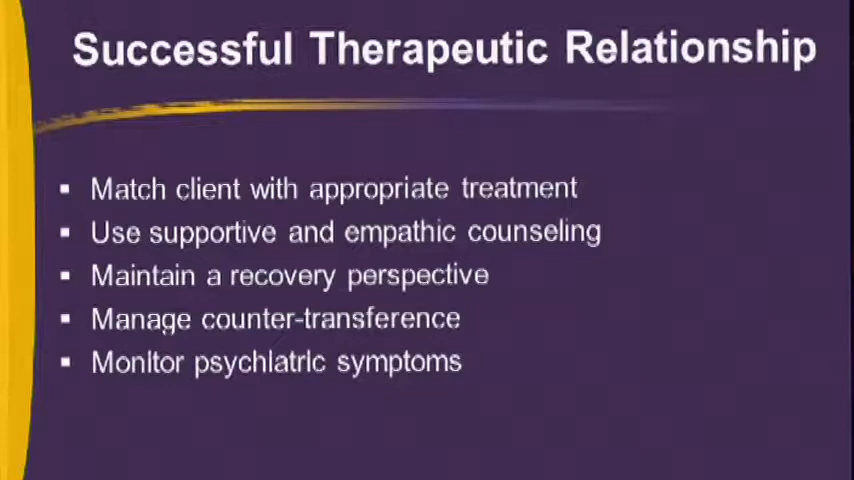 Successful Therapeutic Relationship
▪ Match client with appropriate treatment
▪ Use supportive and empathic counseling
▪ Maintain a recovery perspective
▪ Manage counter-transference
▪ Monitor psychiatric symptoms